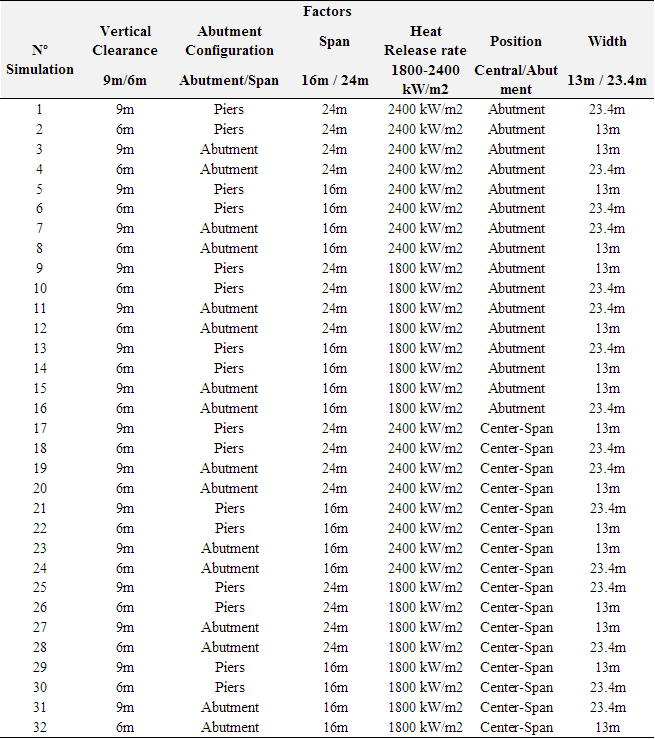 Factors
N° Simulation Vertical Clearance Abutment Configuration Span Heat Release rate Position Width
9m/6m Abutment/Span 16m / 24m 1800-2400 kW/m2 Central/Abutment 13m / 23.4m
1 9m Piers 24m 2400 kW/m2 Abutment 23.4m
2 6m Piers 24m 2400 kW/m2 Abutment 13m
3 9m Abutment 24m 2400 kW/m2 Abutment 13m
4 6m Abutment 24m 2400 kW/m2 Abutment 23.4m
5 9m Piers 16m 2400 kW/m2 Abutment 13m
6 6m Piers 16m 2400 kW/m2 Abutment 23.4m
7 9m Abutment 16m 2400 kW/m2 Abutment 23.4m
8 6m Abutment 16m 2400 kW/m2 Abutment 13m
9 9m Piers 24m 1800 kW/m2 Abutment 13m
10 6m Piers 24m 1800 kW/m2 Abutment 23.4m
11 9m Abutment 24m 1800 kW/m2 Abutment 23.4m
12 6m Abutment 24m 1800 kW/m2 Abutment 13m
13 9m Piers 16m 1800 kW/m2 Abutment 23.4m
14 6m Piers 16m 1800 kW/m2 Abutment 13m
15 9m Abutment 16m 1800 kW/m2 Abutment 13m
16 6m Abutment 16m 1800 kW/m2 Abutment 23.4m
17 9m Piers 24m 2400 kW/m2 Center-Span 13m
18 6m Piers 24m 2400 kW/m2 Center-Span 23.4m
19 9m Abutment 24m 2400 kW/m2 Center-Span 23.4m
20 6m Abutment 24m 2400 kW/m2 Center-Span 13m
21 9m Piers 16m 2400 kW/m2 Center-Span 23.4m
22 6m Piers 16m 2400 kW/m2 Center-Span 13m
23 9m Abutment 16m 2400 kW/m2 Center-Span 13m
24 6m Abutment 16m 2400 kW/m2 Center-Span 23.4m
25 9m Piers 24m 1800 kW/m2 Center-Span 23.4m
26 6m Piers 24m 1800 kW/m2 Center-Span 13m
27 9m Abutment 24m 1800 kW/m2 Center-Span 13m
28 6m Abutment 24m 1800 kW/m2 Center-Span 23.4m
29 9m Piers 16m 1800 kW/m2 Center-Span 13m
30 6m Piers 16m 1800 kW/m2 Center-Span 23.4m
31 9m Abutment 16m 1800 kW/m2 Center-Span 23.4m
32 6m Abutment 16m 1800 kW/m2 Center-Span 13m